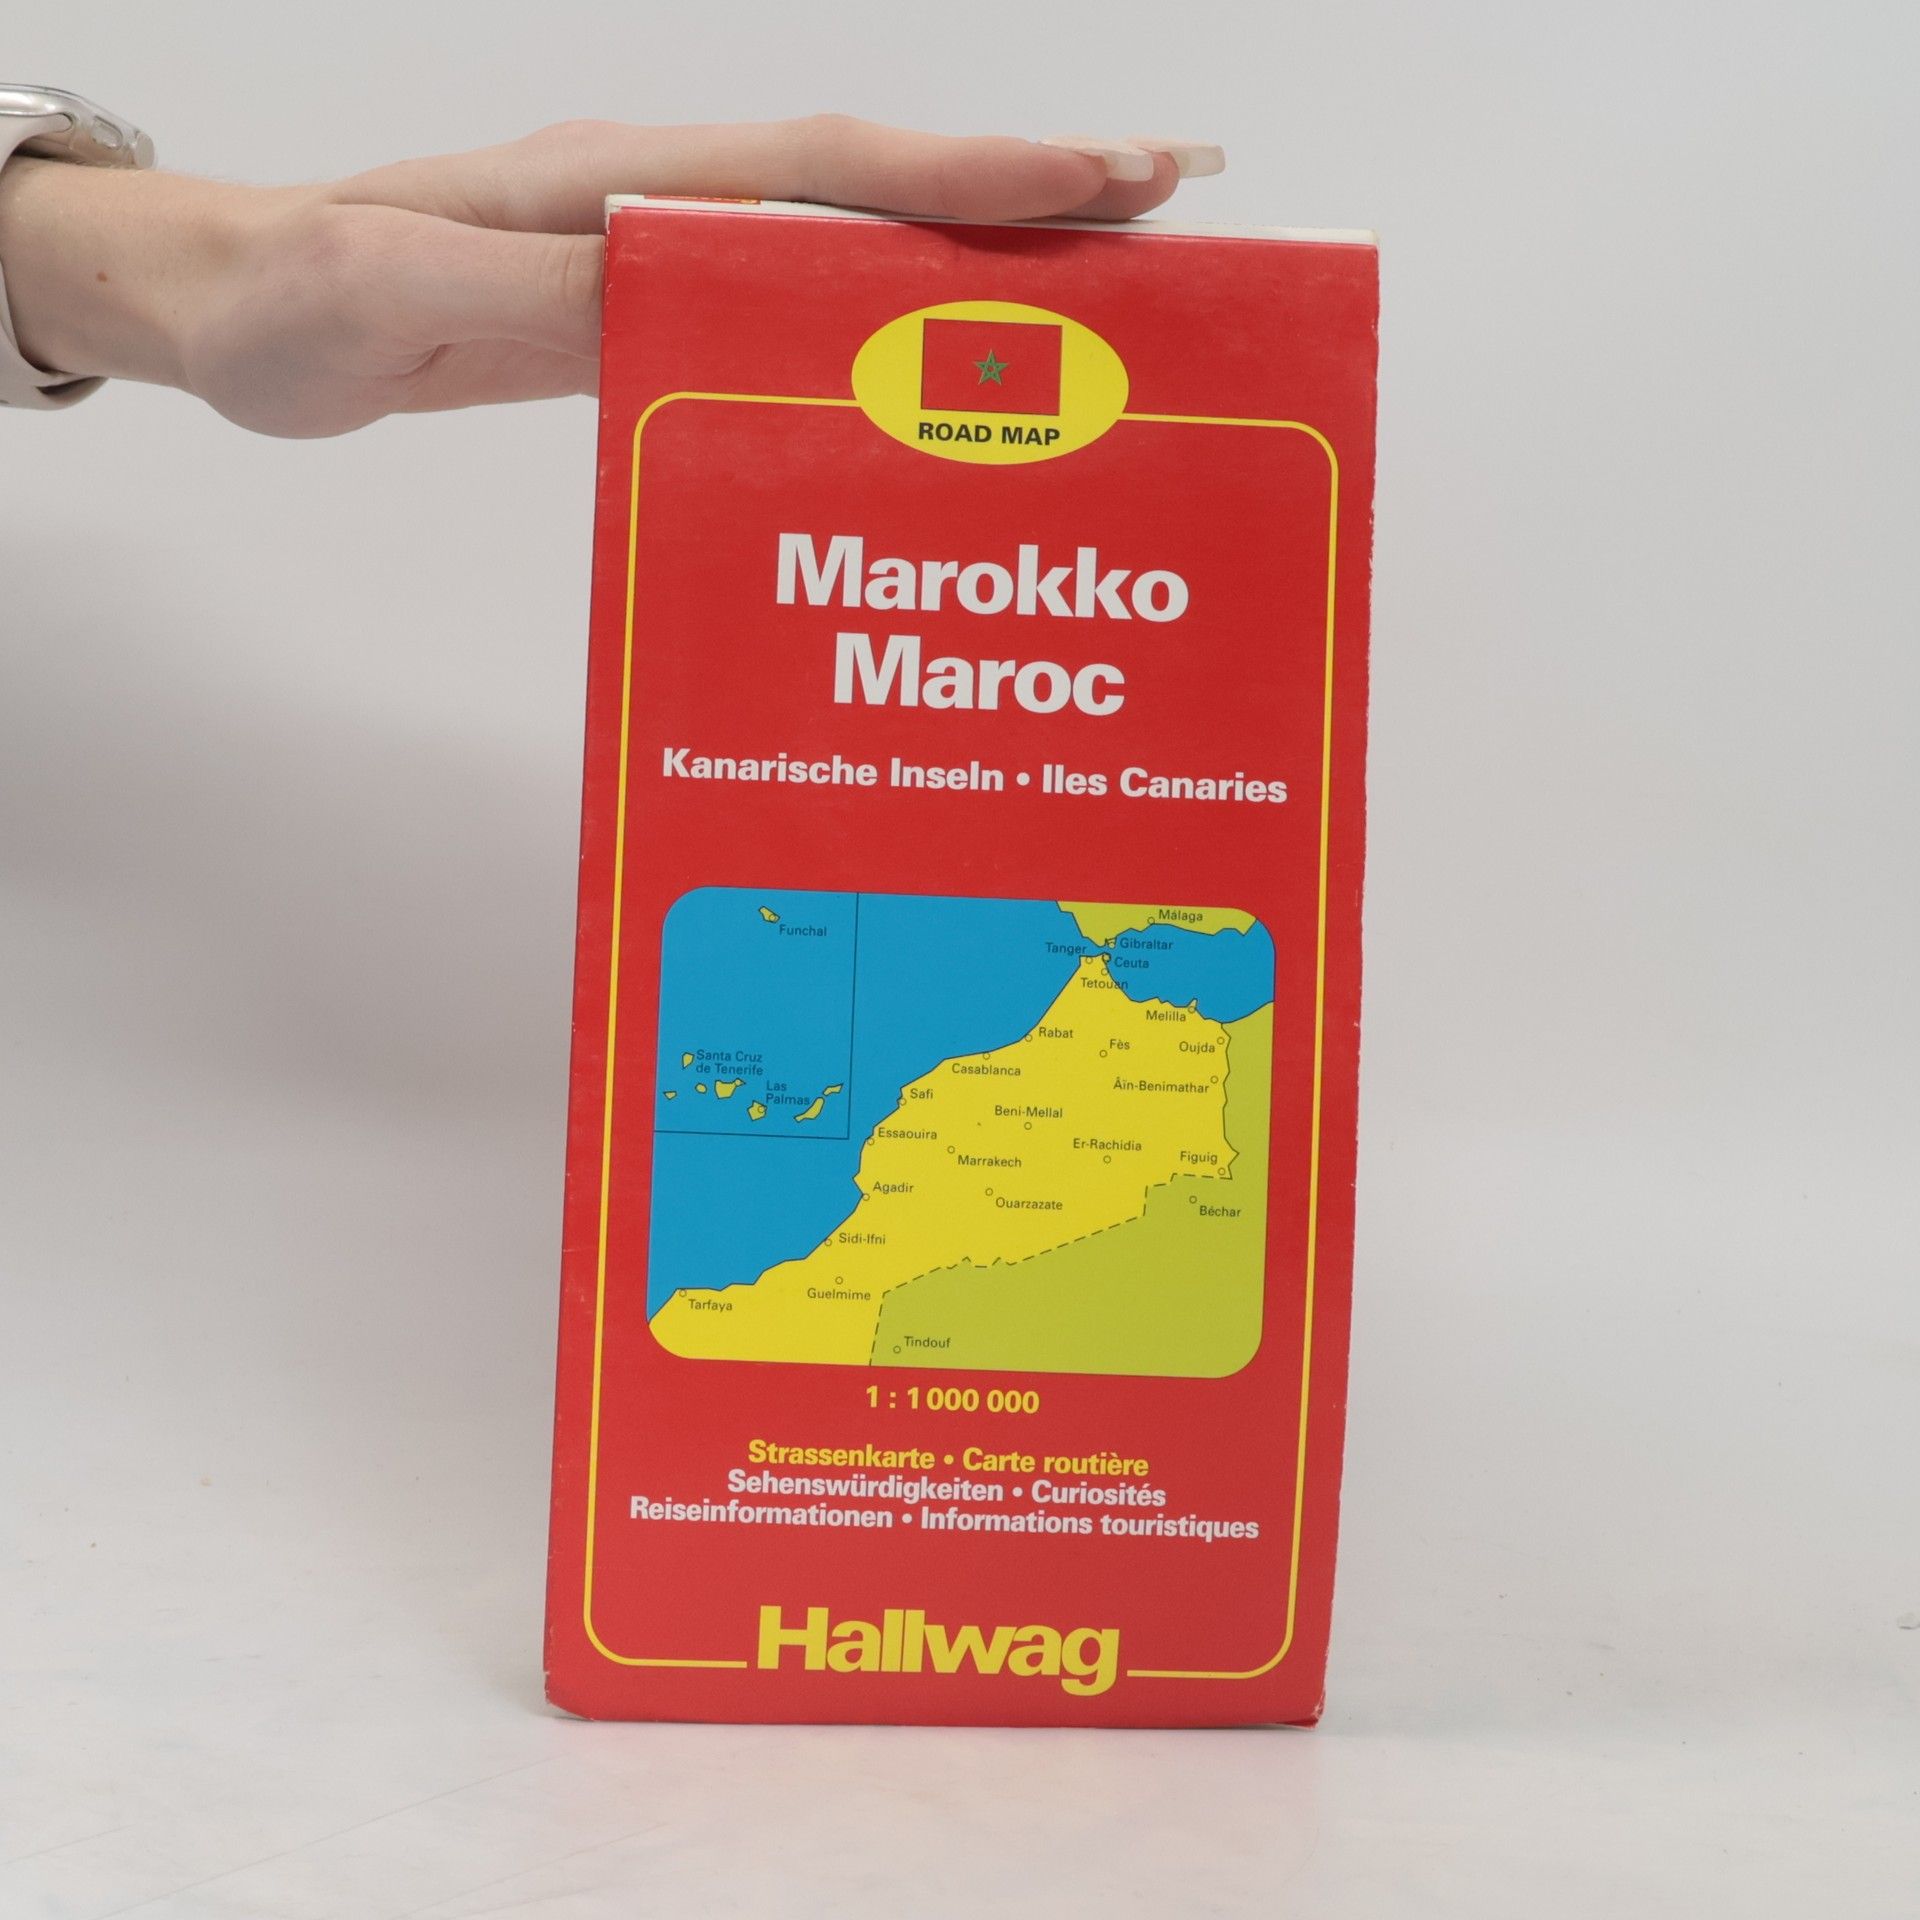 ROAD MAP
Marokko
Maroc
Kanarische Inseln • Iles Canaries
Funchal
Málaga
Gibraltar
Tanger
Ceuta
Tetouan
Melilla
Rabat
Fès
Oujda
Santa Cruz
de Tenerife
Casablanca
Âïn-Benimathar
Las
Palmas
Safi
Beni-Mellal
Essaouira
Er-Rachidia
Marrakech
Figuig
Agadir
Ouarzazate
Béchar
Sidi-Ifni
Guelmime
Tarfaya
Tindouf
1 : 1 000 000
Strassenkarte • Carte routière
Sehenswürdigkeiten • Curiosités
Reiseinformationen • Informations touristiques
Hallwag